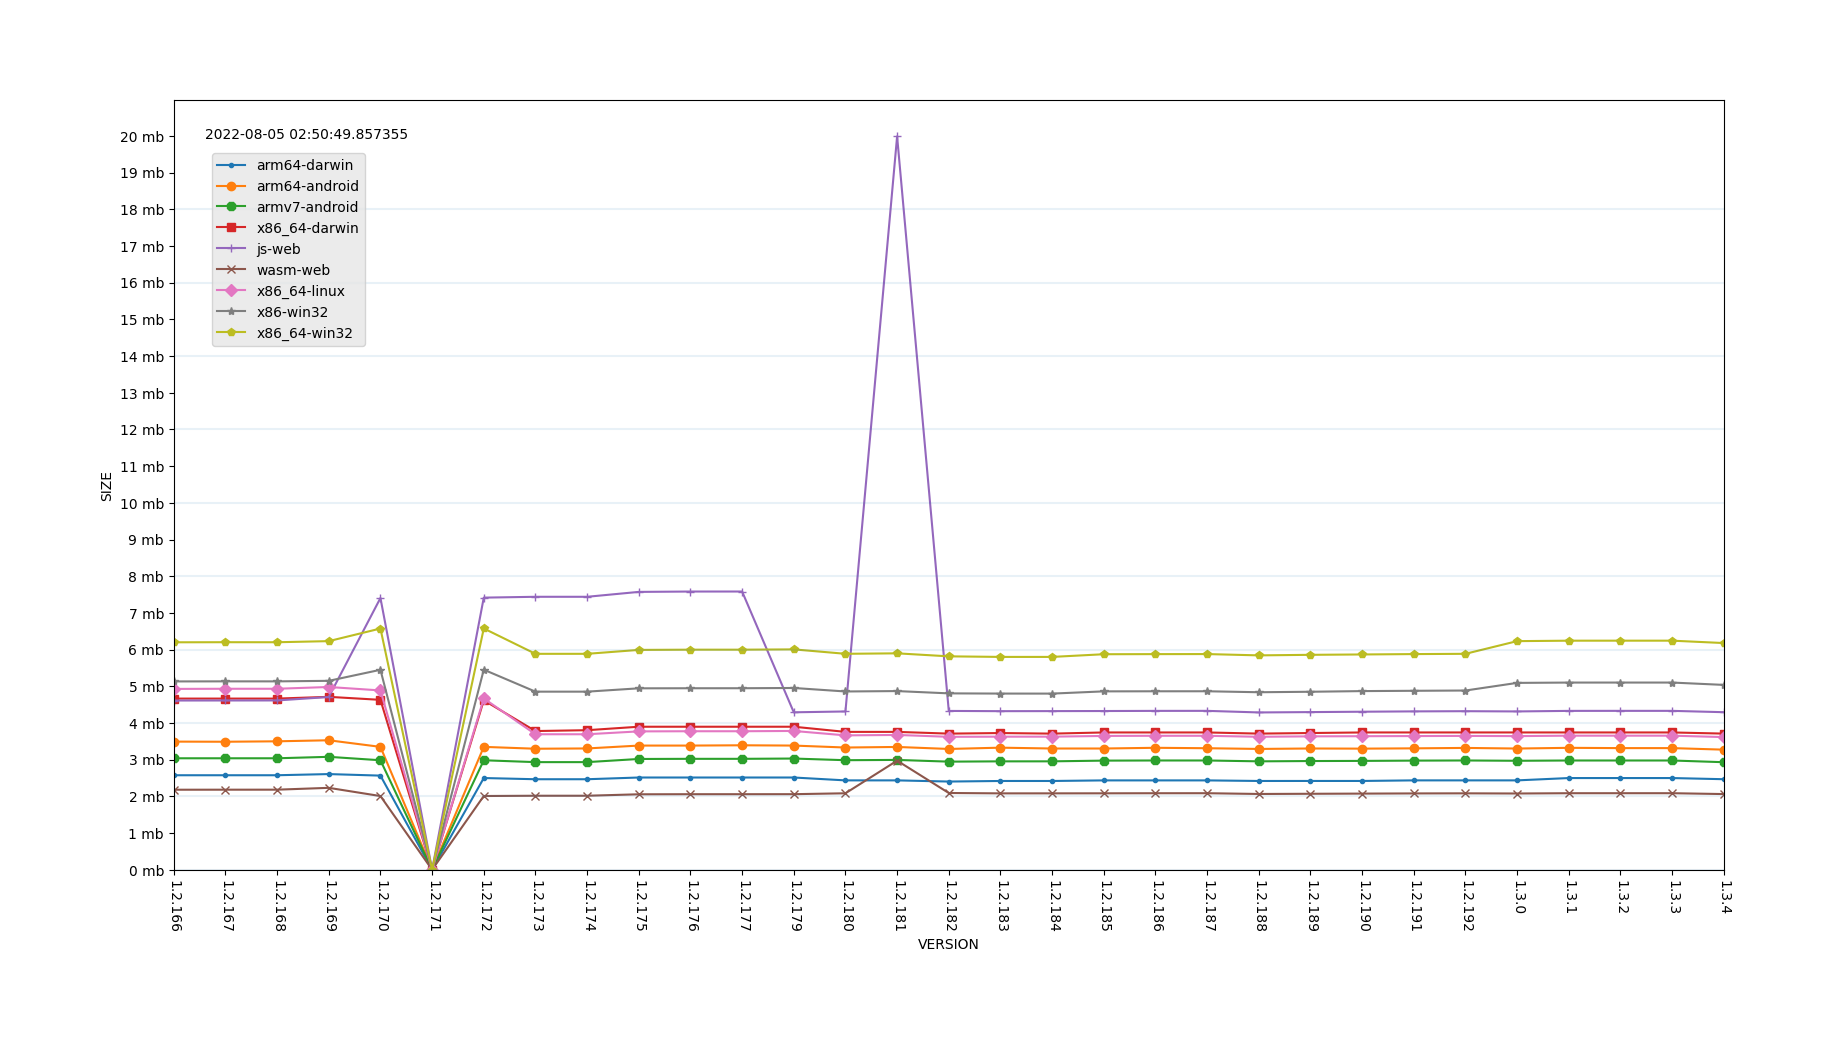 2022-08-05 02:50:49.857355
arm64-darwin
arm64-android
armv7-android
x86_64-darwin
js-web
wasm-web
x86_64-linux
x86-win32
x86_64-win32
20 mb
19 mb
18 mb
17 mb
16 mb
15 mb
14 mb
13 mb
12 mb
11 mb
10 mb
9 mb
8 mb
7 mb
6 mb
5 mb
4 mb
3 mb
2 mb
1 mb
0 mb
SIZE
1.2.166
1.2.167
1.2.168
1.2.169
1.2.170
1.2.171
1.2.172
1.2.173
1.2.174
1.2.175
1.2.176
1.2.177
1.2.179
1.2.180
1.2.181
1.2.182
1.2.183
1.2.184
1.2.185
1.2.186
1.2.187
1.2.188
1.2.189
1.2.190
1.2.191
1.2.192
1.3.0
1.3.1
1.3.2
1.3.3
1.3.4
VERSION